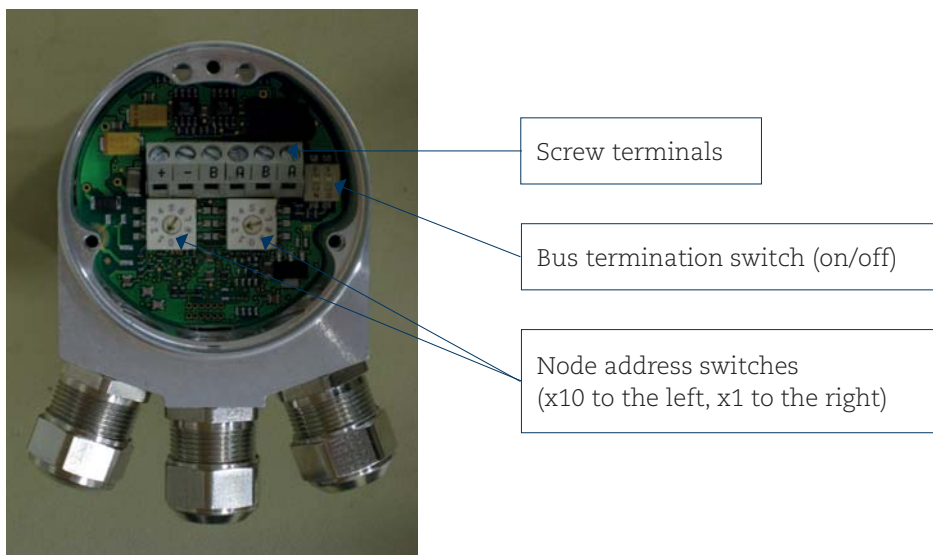 Screw terminals
+ - B A B A
Bus termination switch (on/off)
Node address switches
(x10 to the left, x1 to the right)